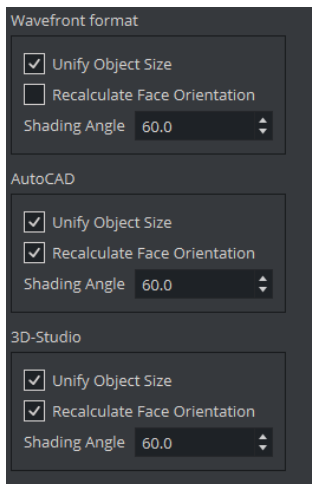 Wavefront format
Unify Object Size
Recalculate Face Orientation
Shading Angle 60.0
AutoCAD
Unify Object Size
Recalculate Face Orientation
Shading Angle 60.0
3D-Studio
Unify Object Size
Recalculate Face Orientation
Shading Angle 60.0